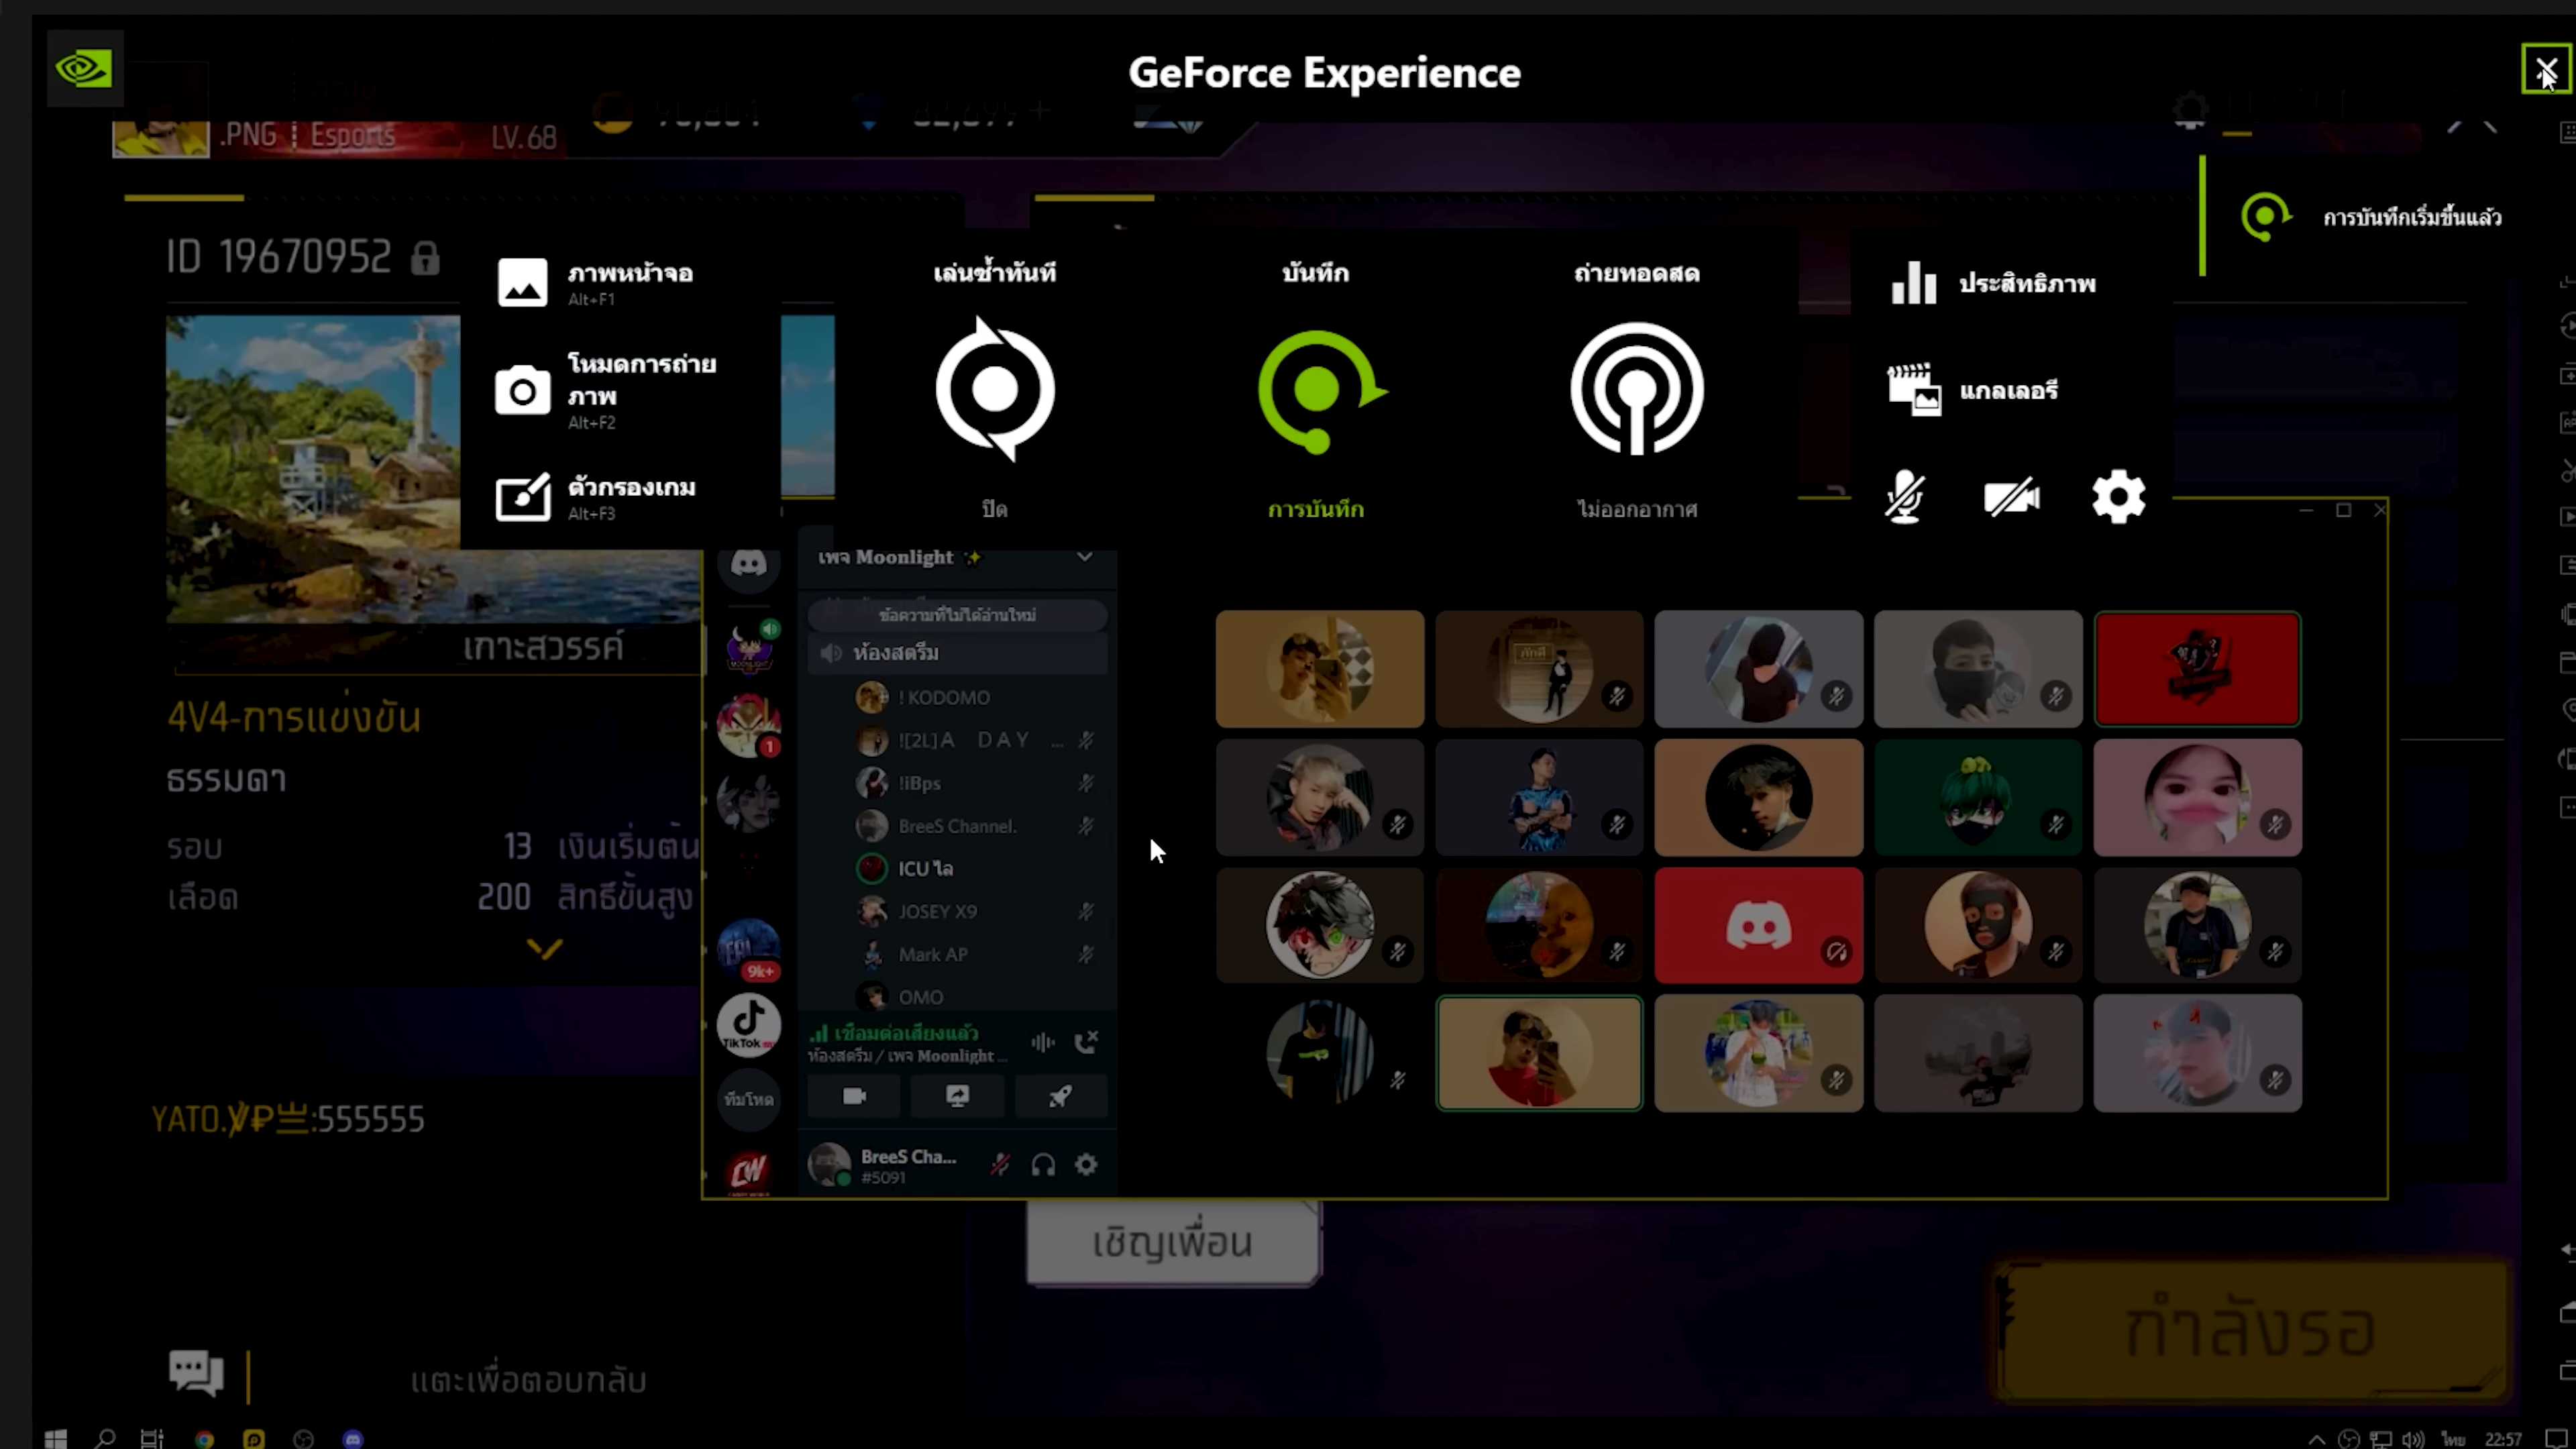 GeForce Experience
.PNG ⋮ Esports
LV.68
การบันทึกเริ่มขึ้นแล้ว
ID 19670952
ภาพหน้าจอ
Alt+F1
โหมดการถ่าย
ภาพ
Alt+F2
ตัวกรองเกม
Alt+F3
เล่นซ้ำทันที
ปิด
บันทึก
การบันทึก
ถ่ายทอดสด
ไม่ออกอากาศ
ประสิทธิภาพ
แกลเลอรี
เกาะสวรรค์
4V4-การแข่งขัน
ธรรมดา
รอบ 13 เงินเริ่มต้น
เลือด 200 สิทธิขั้นสูง
YATO.
:555555
แตะเพื่อตอบกลับ
เพจ Moonlight ✨
ข้อความที่ไม่ได้อ่านใหม่
ห้องสตรีม
! KODOMO
![2L]A DAY ...
!iBps
BreeS Channel.
ICU ไล
JOSEY X9
Mark AP
OMO
เชื่อมต่อเสียงแล้ว
ห้องสตรีม / เพจ Moonlight ...
BreeS Cha...
#5091
1
9k+
TikTok
ทีมโหด
CW
เชิญเพื่อน
กำลังรอ
ไทย
22:57